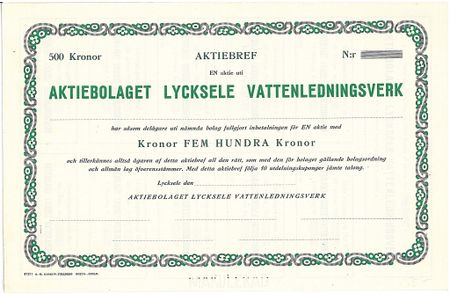 500 Kronor AKTIEBREF N:r
EN aktie uti
AKTIEBOLAGET LYCKSELE VATTENLEDNINGSVERK
har såsom delägare uti nämnda bolag fullgjort inbetalningen för EN aktie med
Kronor FEM HUNDRA Kronor
och tillerkännes alltså ägaren af detta aktiebref all den rätt, som med den för bolaget gällande bolagsordning
och allmän lag öfverensstämmer. Med detta aktiebref följa 10 utdelningskuponger jämte talong.
Lycksele den
AKTIEBOLAGET LYCKSELE VATTENLEDNINGSVERK